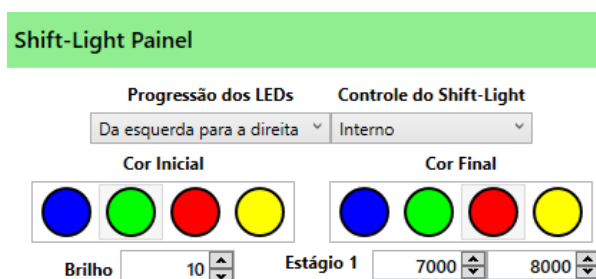 Shift-Light Painel
Progressão dos LEDs Controle do Shift-Light
Da esquerda para a direita Interno
Cor Inicial Cor Final
Brilho 10 Estágio 1 7000 8000